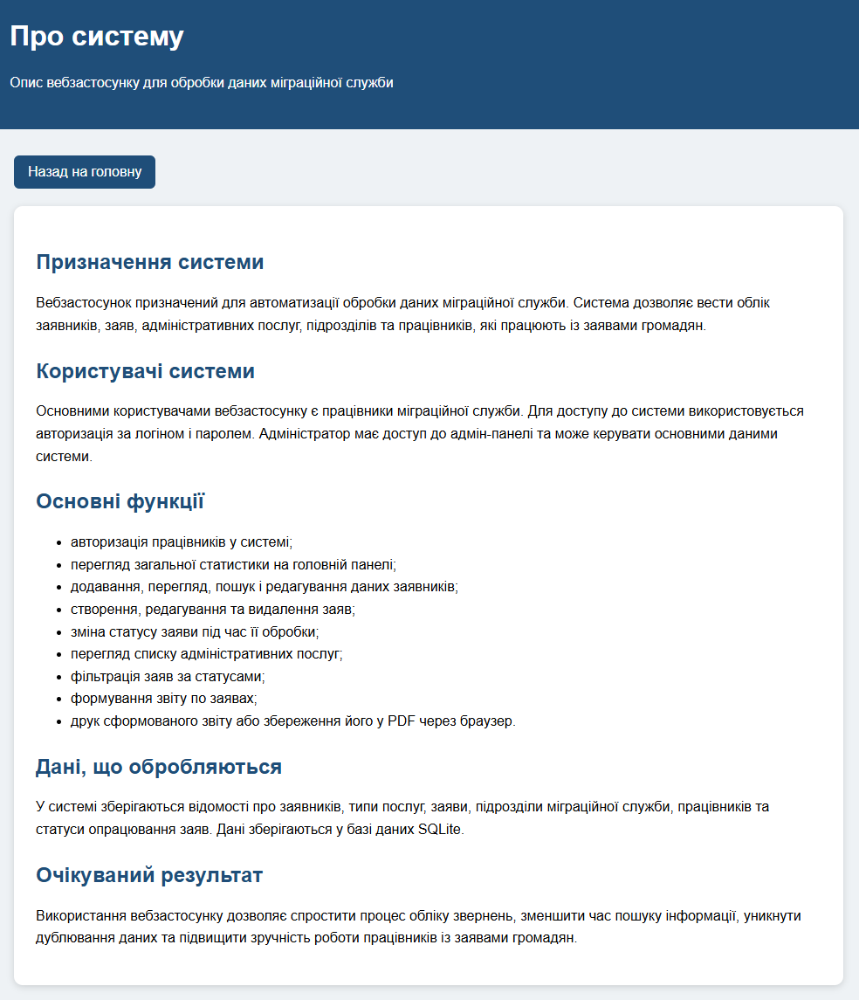 Про систему
Опис вебзастосунку для обробки даних міграційної служби
Назад на головну
Призначення системи
Вебзастосунок призначений для автоматизації обробки даних міграційної служби. Система дозволяє вести облік
заявників, заяв, адміністративних послуг, підрозділів та працівників, які працюють із заявами громадян.
Користувачі системи
Основними користувачами вебзастосунку є працівники міграційної служби. Для доступу до системи використовується
авторизація за логіном і паролем. Адміністратор має доступ до адмін-панелі та може керувати основними даними
системи.
Основні функції
• авторизація працівників у системі;
• перегляд загальної статистики на головній панелі;
• додавання, перегляд, пошук і редагування даних заявників;
• створення, редагування та видалення заяв;
• зміна статусу заяви під час її обробки;
• перегляд списку адміністративних послуг;
• фільтрація заяв за статусами;
• формування звіту по заявах;
• друк сформованого звіту або збереження його у PDF через браузер.
Дані, що обробляються
У системі зберігаються відомості про заявників, типи послуг, заяви, підрозділи міграційної служби, працівників та
статуси опрацювання заяв. Дані зберігаються у базі даних SQLite.
Очікуваний результат
Використання вебзастосунку дозволяє спростити процес обліку звернень, зменшити час пошуку інформації, уникнути
дублювання даних та підвищити зручність роботи працівників із заявами громадян.